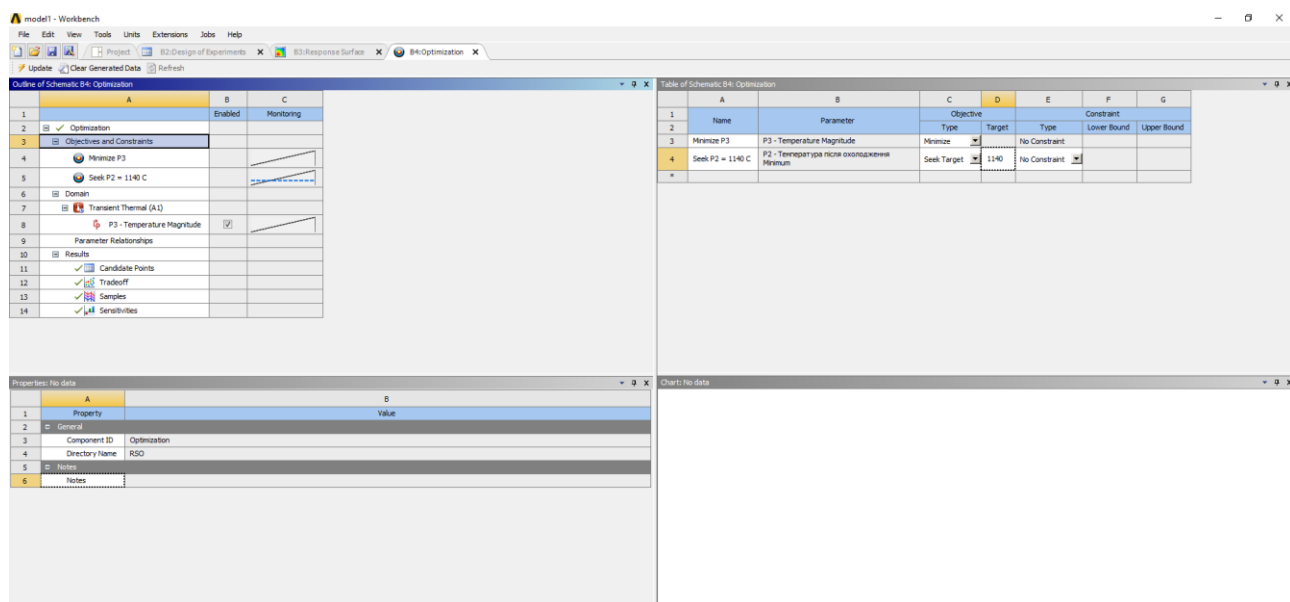 model1 - Workbench
File Edit View Tools Units Extensions Jobs Help
Project B2:Design of Experiments B3:Response Surface B4:Optimization
Update Clear Generated Data Refresh
Outline of Schematic B4: Optimization
A B C
1 Enabled Monitoring
2 Optimization
3 Objectives and Constraints
4 Minimize P3
5 Seek P2 = 1140 C
6 Domain
7 Transient Thermal (A1)
8 P3 - Temperature Magnitude
9 Parameter Relationships
10 Results
11 Candidate Points
12 Tradeoff
13 Samples
14 Sensitivities
Table of Schematic B4: Optimization
A B C D E F G
1 Name Parameter Objective Constraint
2 Type Target Type Lower Bound Upper Bound
3 Minimize P3 P3 - Temperature Magnitude Minimize No Constraint
4 Seek P2 = 1140 C P2 - Температура після охолодження Minimum Seek Target 1140 No Constraint
*
Properties: No data
A B
1 Property Value
2 General
3 Component ID Optimization
4 Directory Name RSO
5 Notes
6 Notes
Chart: No data